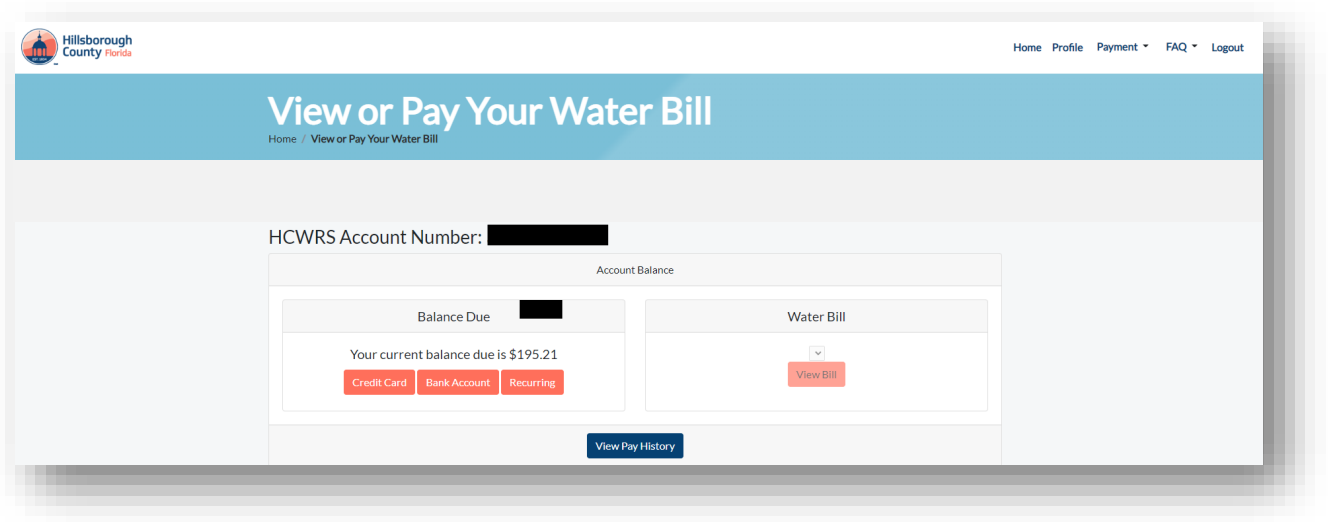 Hillsborough
County Florida
Home Profile Payment FAQ Logout
View or Pay Your Water Bill
Home / View or Pay Your Water Bill
HCWRS Account Number:
Account Balance
Balance Due
Your current balance due is $195.21
Credit Card Bank Account Recurring
Water Bill
View Bill
View Pay History